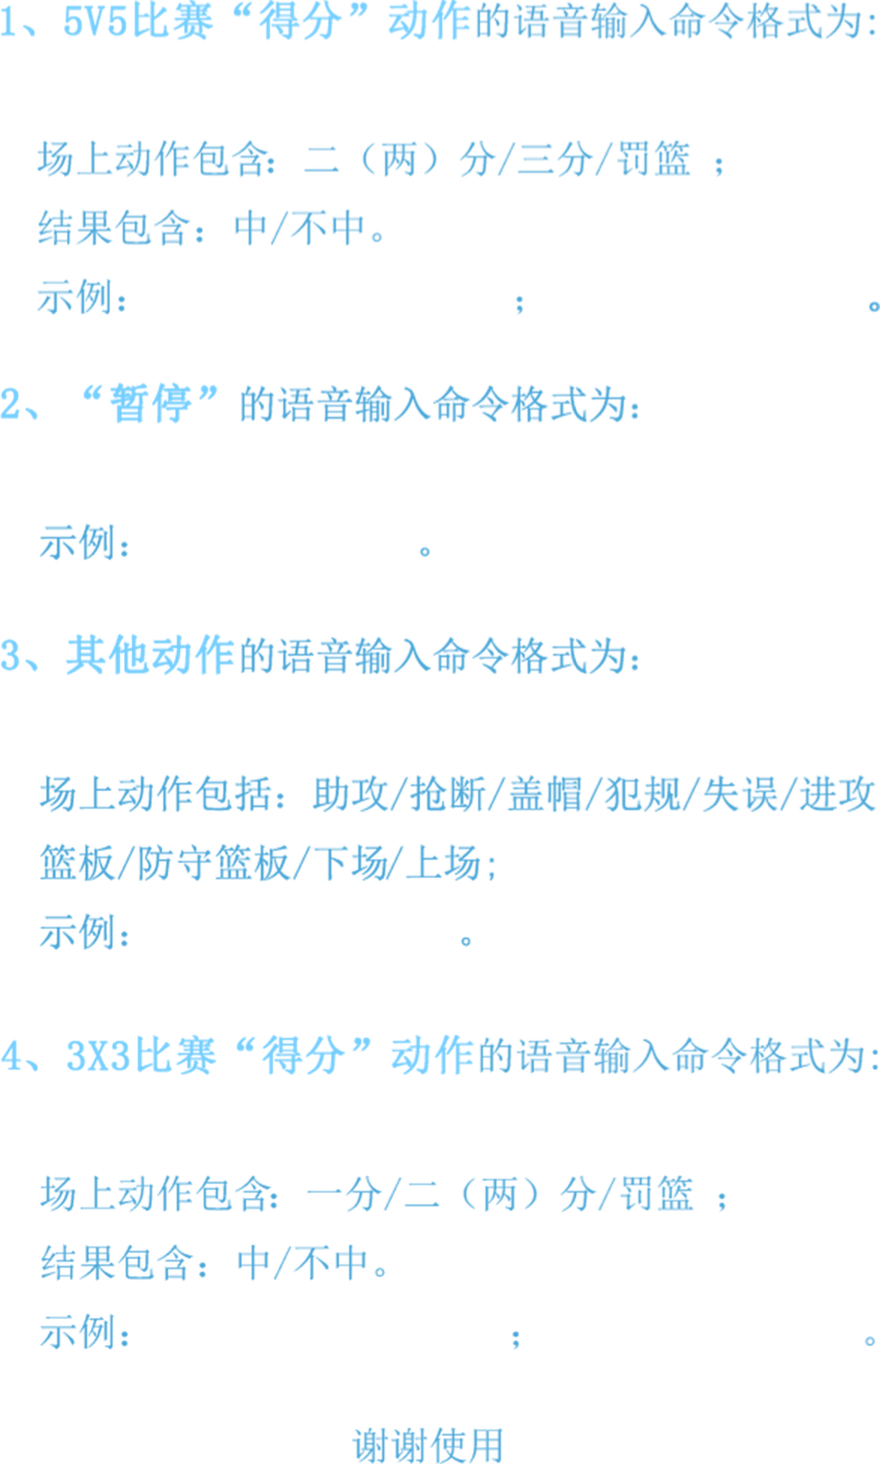 1、5V5比赛“得分”动作的语音输入命令格式为:
场上动作包含：二（两）分/三分/罚篮 ；
结果包含：中/不中。
示例： ； 。
2、“暂停”的语音输入命令格式为：
示例： 。
3、其他动作的语音输入命令格式为：
场上动作包括：助攻/抢断/盖帽/犯规/失误/进攻
篮板/防守篮板/下场/上场;
示例： 。
4、3X3比赛“得分”动作的语音输入命令格式为:
场上动作包含：一分/二（两）分/罚篮 ；
结果包含：中/不中。
示例： ； 。
谢谢使用